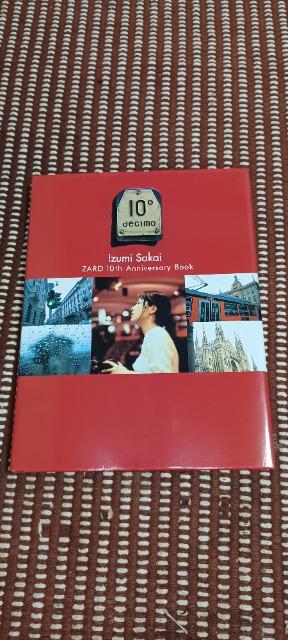 10°
decimo
Izumi Sakai
ZARD 10th Anniversary Book